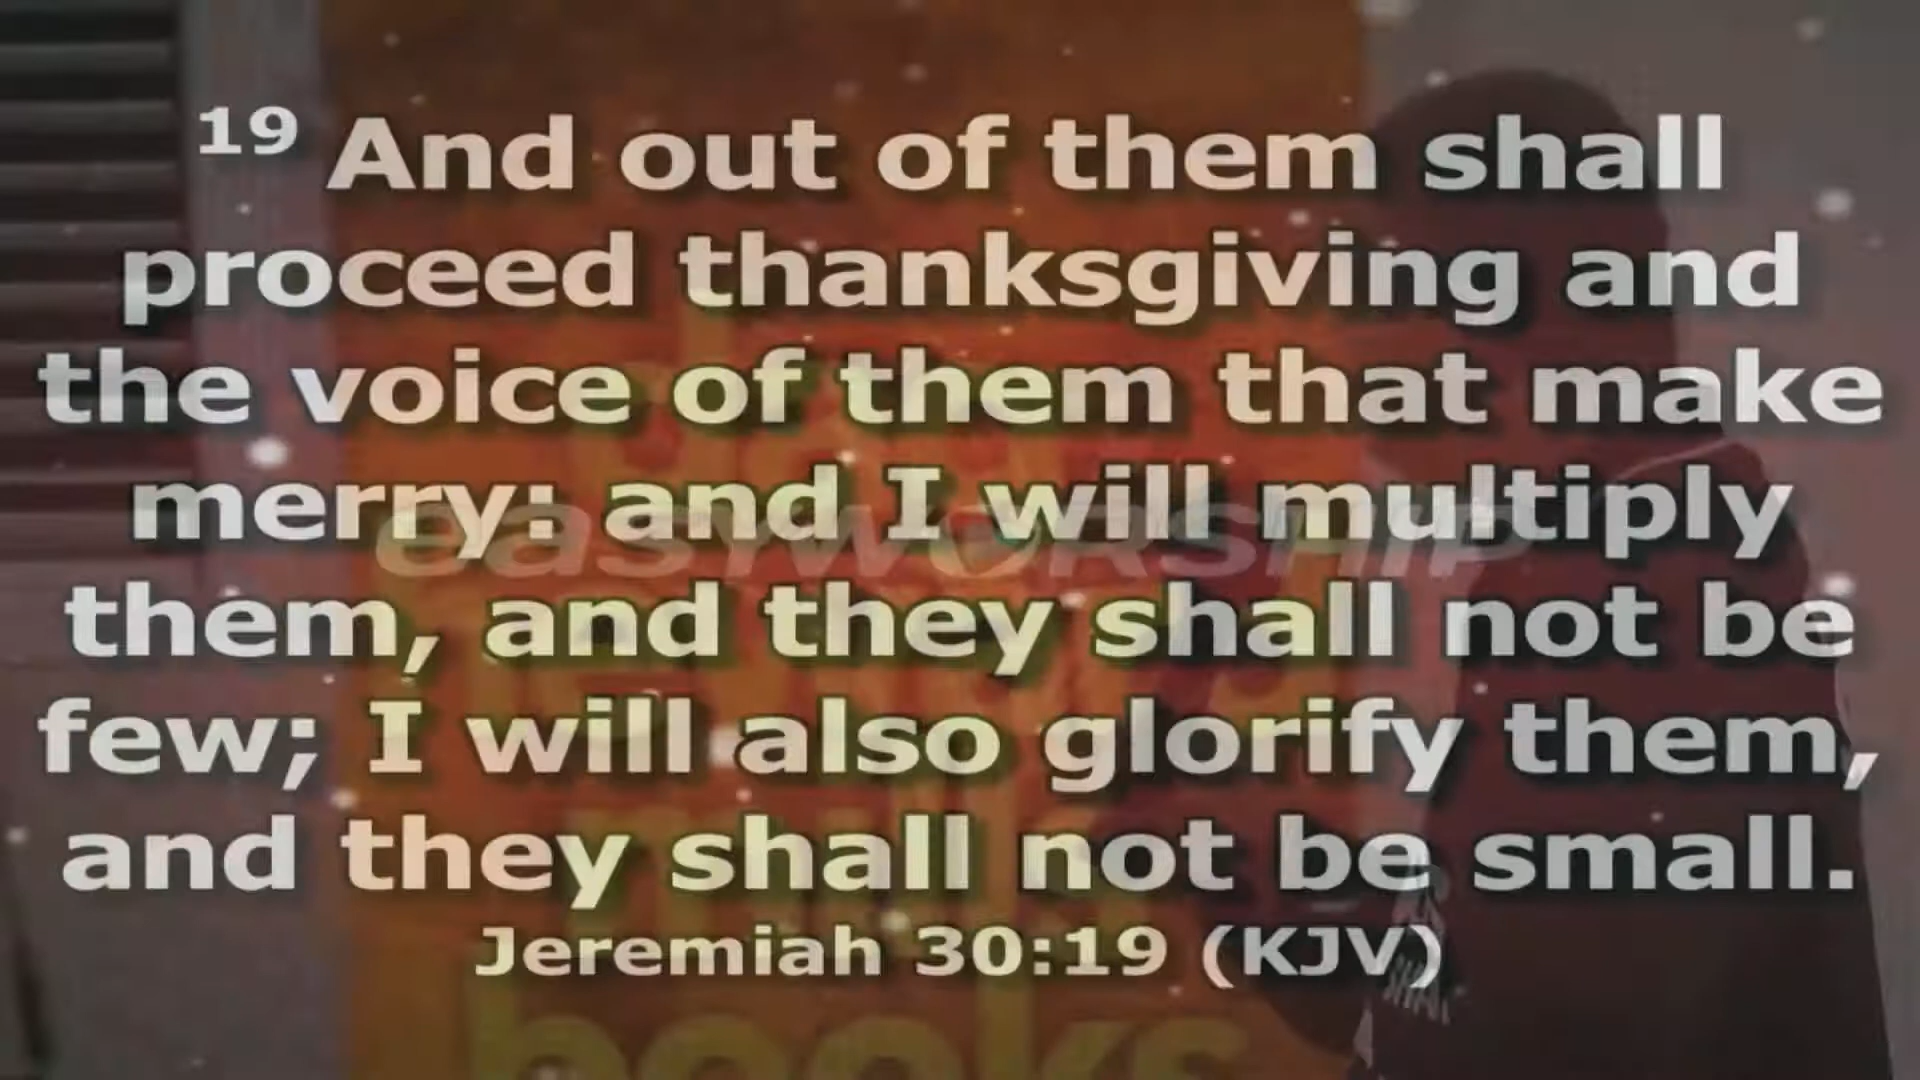 19 And out of them shall
proceed thanksgiving and
the voice of them that make
merry: and I will multiply
them, and they shall not be
few; I will also glorify them,
and they shall not be small.
Jeremiah 30:19 (KJV)
easyworship
books